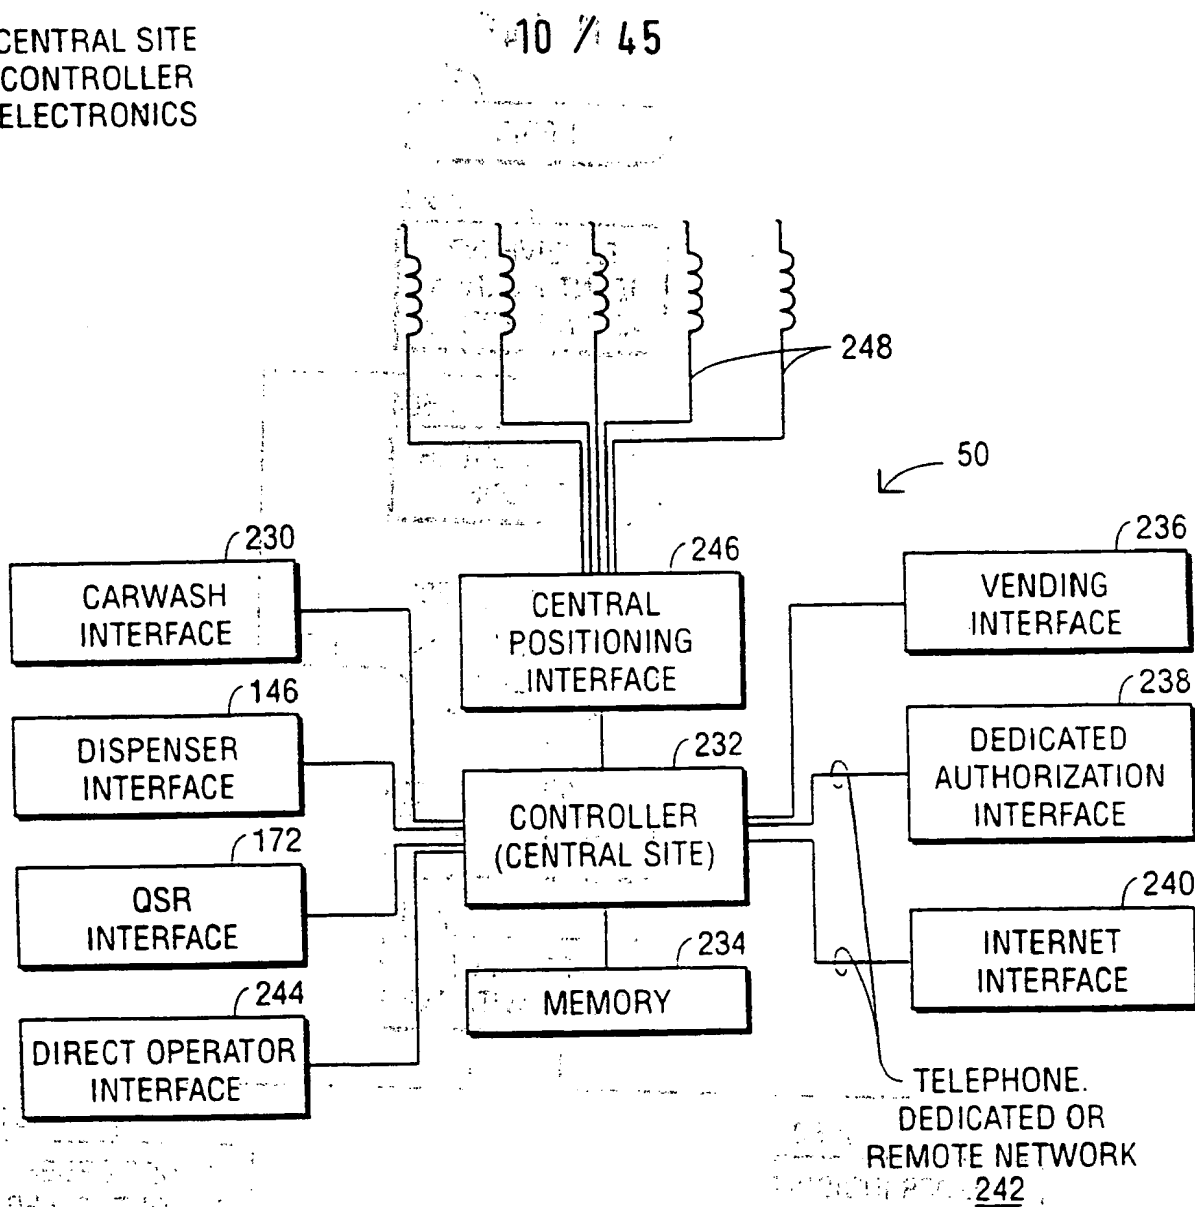 CENTRAL SITE
CONTROLLER
ELECTRONICS
10 / 45
248
50
230
CARWASH
INTERFACE
246
CENTRAL
POSITIONING
INTERFACE
236
VENDING
INTERFACE
146
DISPENSER
INTERFACE
232
CONTROLLER
(CENTRAL SITE)
238
DEDICATED
AUTHORIZATION
INTERFACE
172
QSR
INTERFACE
234
MEMORY
240
INTERNET
INTERFACE
244
DIRECT OPERATOR
INTERFACE
TELEPHONE.
DEDICATED OR
REMOTE NETWORK
242